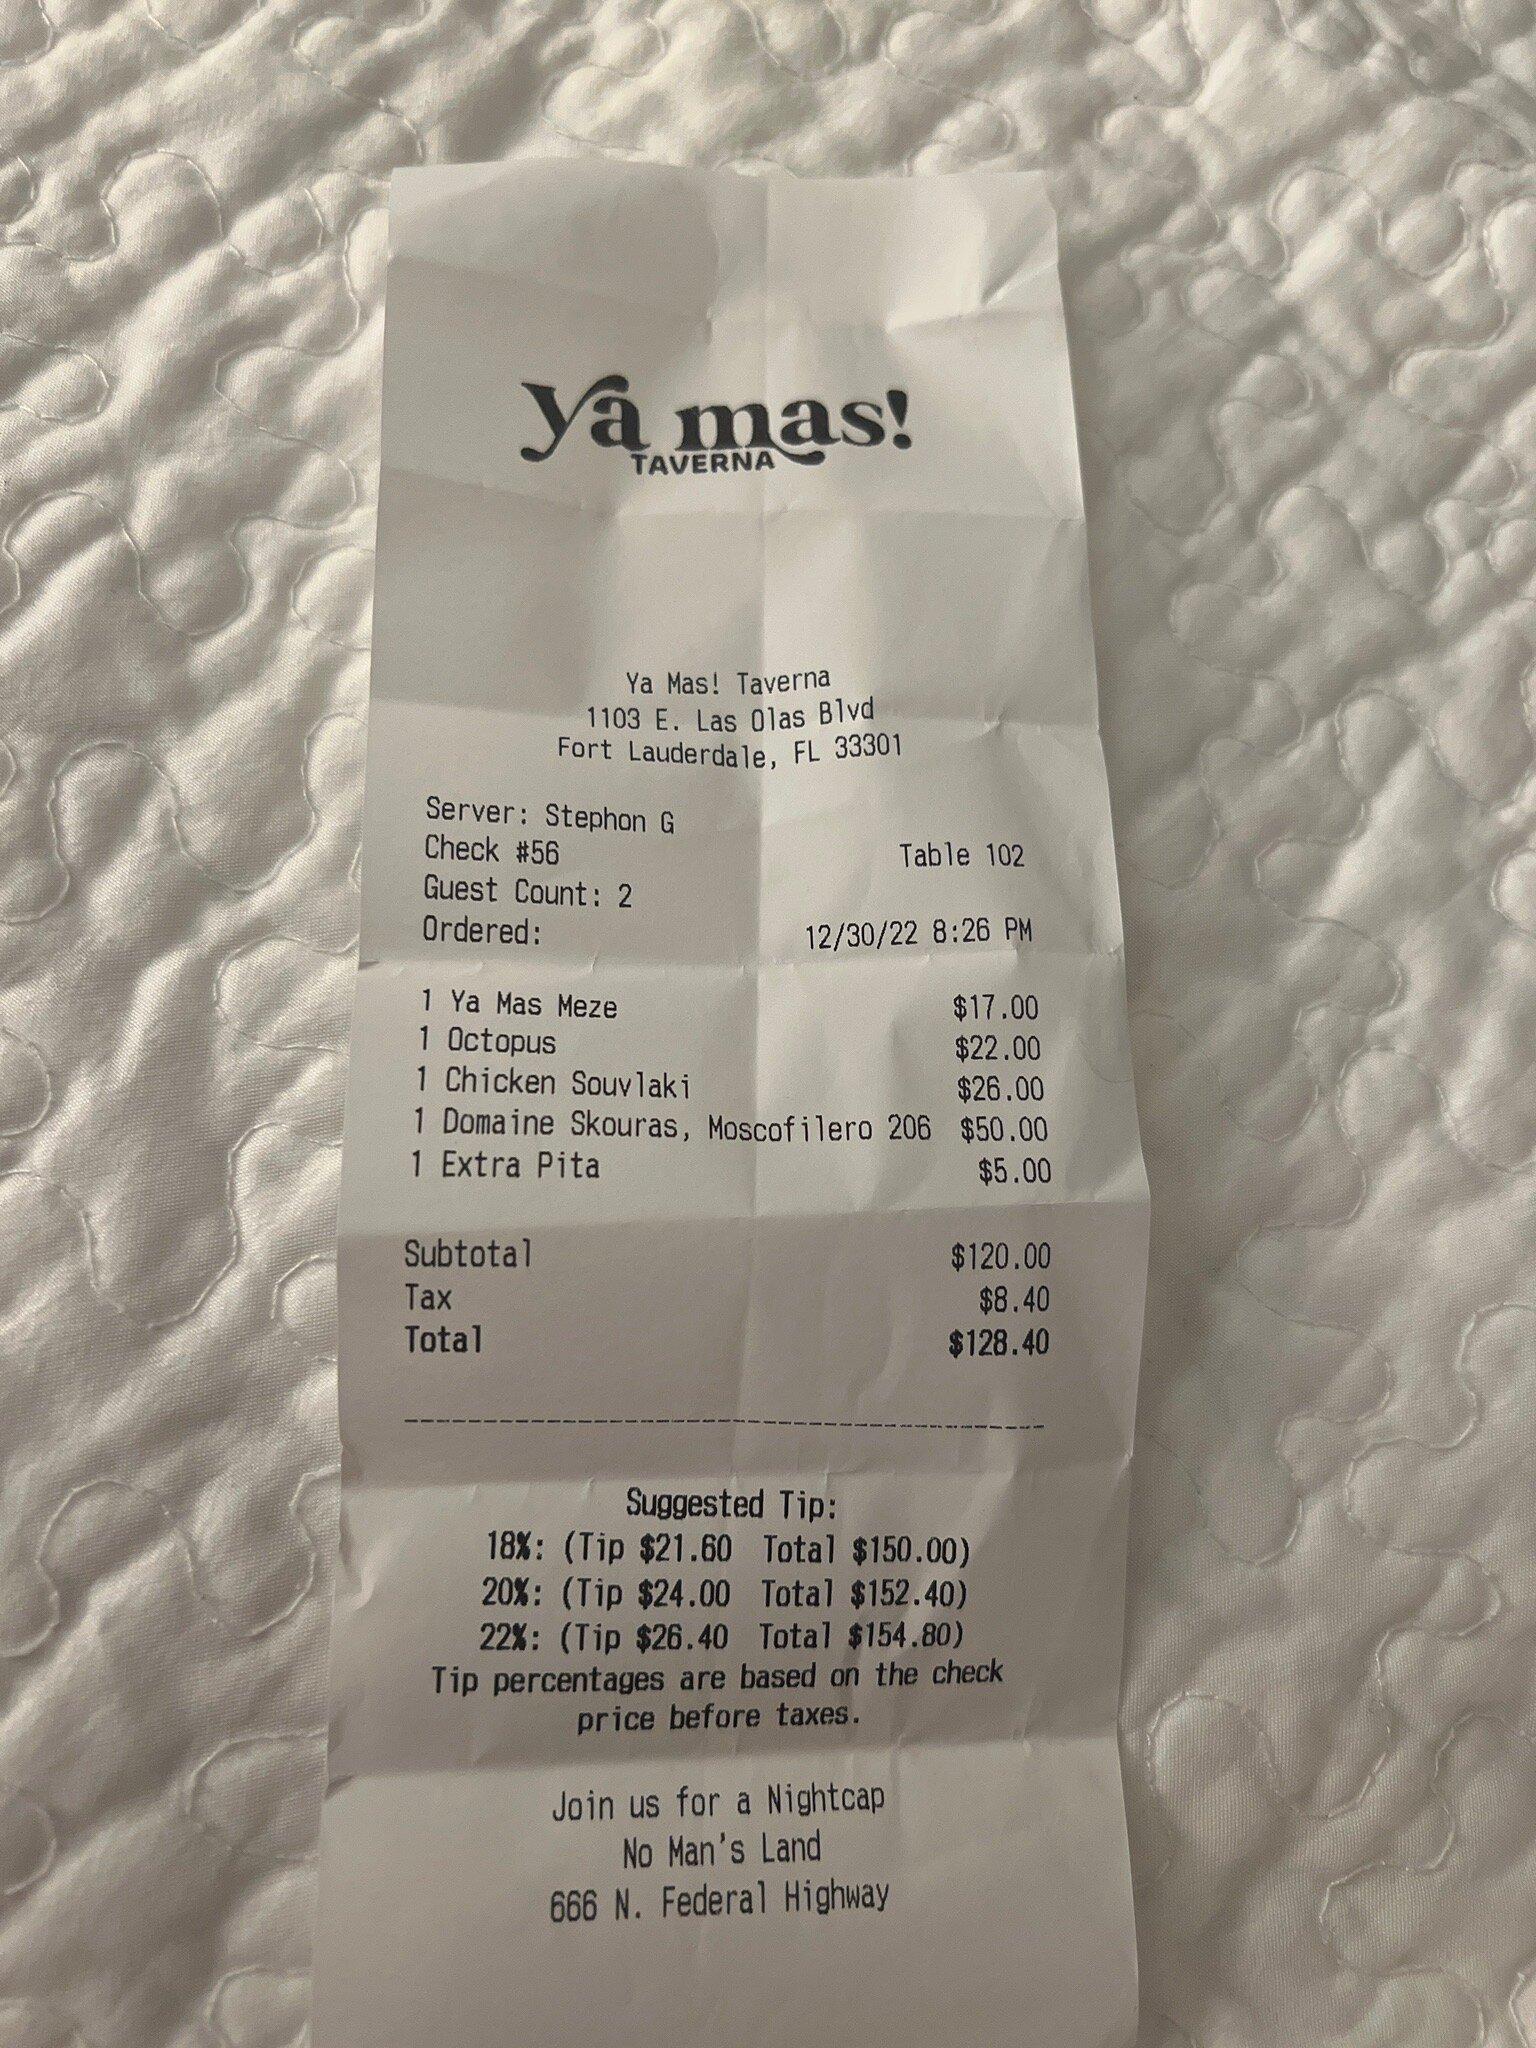 Ya mas!
TAVERNA
Ya Mas! Taverna
1103 E. Las Olas Blvd
Fort Lauderdale, FL 33301
Server: Stephon G
Check #56 Table 102
Guest Count: 2
Ordered: 12/30/22 8:26 PM
1 Ya Mas Meze $17.00
1 Octopus $22.00
1 Chicken Souvlaki $26.00
1 Domaine Skouras, Moscofilero 206 $50.00
1 Extra Pita $5.00
Subtotal $120.00
Tax $8.40
Total $128.40
Suggested Tip:
18%: (Tip $21.60 Total $150.00)
20%: (Tip $24.00 Total $152.40)
22%: (Tip $26.40 Total $154.80)
Tip percentages are based on the check
price before taxes.
Join us for a Nightcap
No Man's Land
666 N. Federal Highway